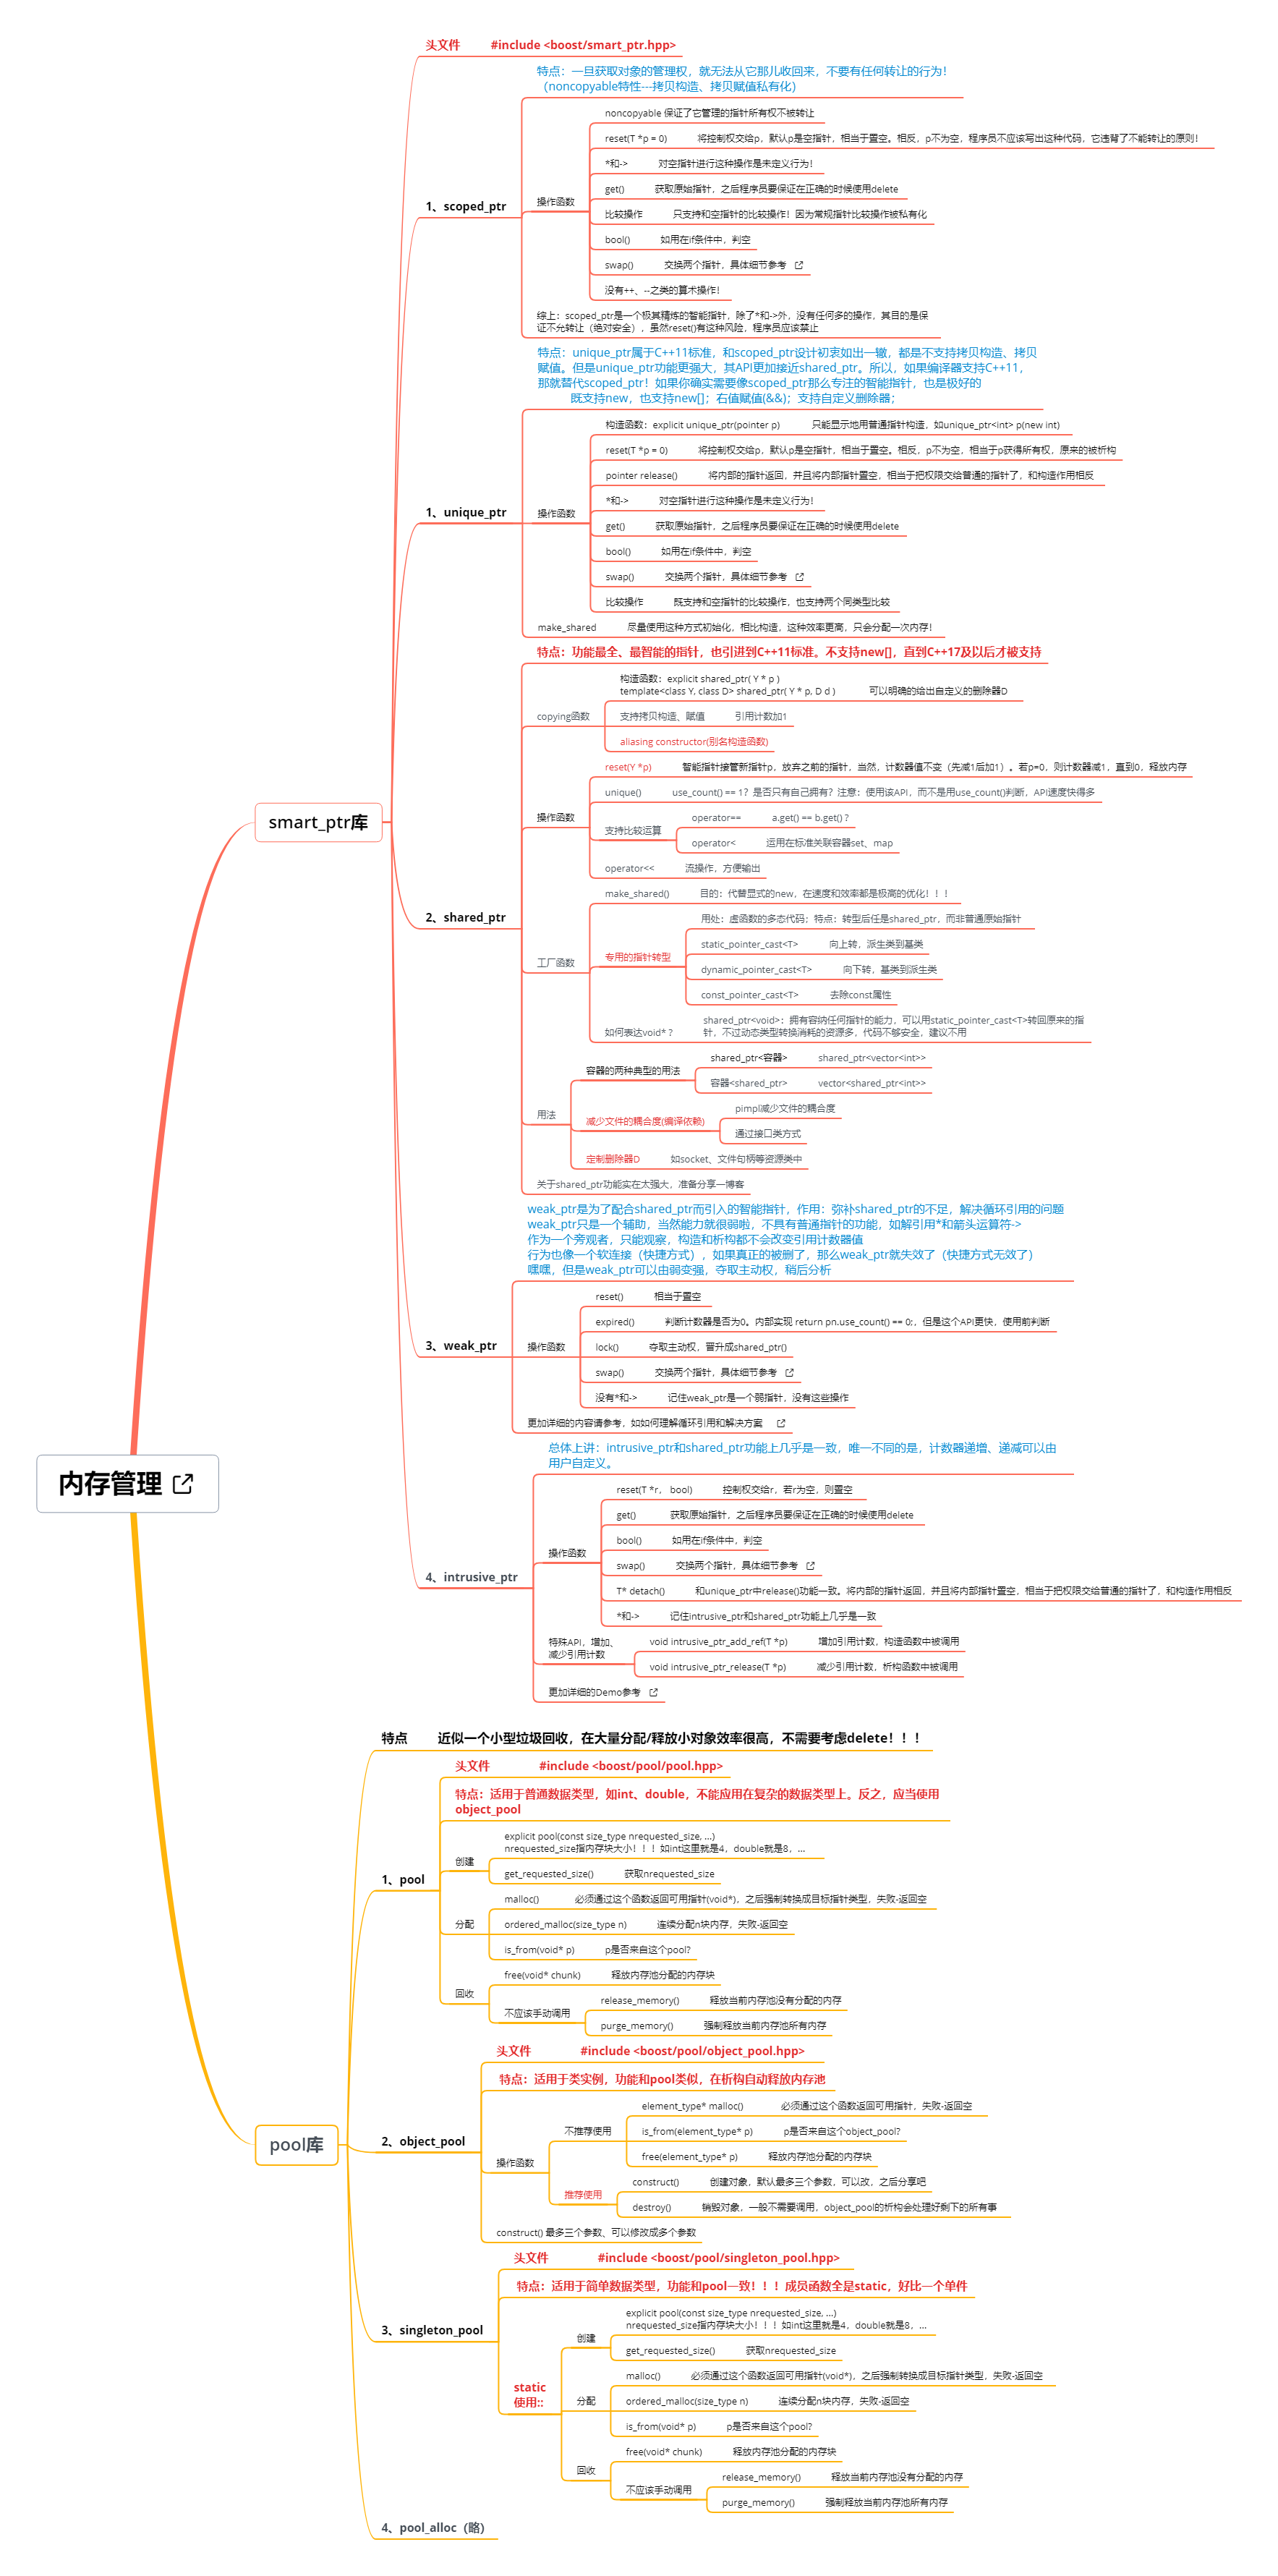 内存管理
smart_ptr库
头文件 #include <boost/smart_ptr.hpp>
1、scoped_ptr
特点：一旦获取对象的管理权，就无法从它那儿收回来，不要有任何转让的行为！
（noncopyable特性---拷贝构造、拷贝赋值私有化）
操作函数
noncopyable 保证了它管理的指针所有权不被转让
reset(T *p = 0) 将控制权交给p，默认p是空指针，相当于置空。相反，p不为空，程序员不应该写出这种代码，它违背了不能转让的原则！
*和-> 对空指针进行这种操作是未定义行为！
get() 获取原始指针，之后程序员要保证在正确的时候使用delete
比较操作 只支持和空指针的比较操作！因为常规指针比较操作被私有化
bool() 如用在if条件中，判空
swap() 交换两个指针，具体细节参考
没有++、--之类的算术操作！
综上：scoped_ptr是一个极其精炼的智能指针，除了*和->外，没有任何多的操作，其目的是保
证不允转让（绝对安全），虽然reset()有这种风险，程序员应该禁止
1、unique_ptr
特点：unique_ptr属于C++11标准，和scoped_ptr设计初衷如出一辙，都是不支持拷贝构造、拷贝
赋值。但是unique_ptr功能更强大，其API更加接近shared_ptr。所以，如果编译器支持C++11，
那就替代scoped_ptr！如果你确实需要像scoped_ptr那么专注的智能指针，也是极好的
既支持new，也支持new[]；右值赋值(&&)；支持自定义删除器；
操作函数
构造函数：explicit unique_ptr(pointer p) 只能显示地用普通指针构造，如unique_ptr<int> p(new int)
reset(T *p = 0) 将控制权交给p，默认p是空指针，相当于置空。相反，p不为空，相当于p获得所有权，原来的被析构
pointer release() 将内部的指针返回，并且将内部指针置空，相当于把权限交给普通的指针了，和构造作用相反
*和-> 对空指针进行这种操作是未定义行为！
get() 获取原始指针，之后程序员要保证在正确的时候使用delete
bool() 如用在if条件中，判空
swap() 交换两个指针，具体细节参考
比较操作 既支持和空指针的比较操作，也支持两个同类型比较
make_shared 尽量使用这种方式初始化，相比构造，这种效率更高，只会分配一次内存！
2、shared_ptr
特点：功能最全、最智能的指针，也引进到C++11标准。不支持new[]，直到C++17及以后才被支持
copying函数
构造函数：explicit shared_ptr( Y * p )
template<class Y, class D> shared_ptr( Y * p, D d ) 可以明确的给出自定义的删除器D
支持拷贝构造、赋值 引用计数加1
aliasing constructor(别名构造函数)
操作函数
reset(Y *p) 智能指针接管新指针p，放弃之前的指针，当然，计数器值不变（先减1后加1）。若p=0，则计数器减1，直到0，释放内存
unique() use_count() == 1？是否只有自己拥有？注意：使用该API，而不是用use_count()判断，API速度快得多
支持比较运算
operator== a.get() == b.get() ?
operator< 运用在标准关联容器set、map
operator<< 流操作，方便输出
工厂函数
make_shared() 目的：代替显式的new，在速度和效率都是极高的优化！！！
专用的指针转型
用处：虚函数的多态代码；特点：转型后任是shared_ptr，而非普通原始指针
static_pointer_cast<T> 向上转，派生类到基类
dynamic_pointer_cast<T> 向下转，基类到派生类
const_pointer_cast<T> 去除const属性
如何表达void*？
shared_ptr<void>：拥有容纳任何指针的能力，可以用static_pointer_cast<T>转回原来的指
针，不过动态类型转换消耗的资源多，代码不够安全，建议不用
用法
容器的两种典型的用法
shared_ptr<容器> shared_ptr<vector<int>>
容器<shared_ptr> vector<shared_ptr<int>>
减少文件的耦合度(编译依赖)
pimpl减少文件的耦合度
通过接口类方式
定制删除器D 如socket、文件句柄等资源类中
关于shared_ptr功能实在太强大，准备分享一博客
3、weak_ptr
weak_ptr是为了配合shared_ptr而引入的智能指针，作用：弥补shared_ptr的不足，解决循环引用的问题
weak_ptr只是一个辅助，当然能力就很弱啦，不具有普通指针的功能，如解引用*和箭头运算符->
作为一个旁观者，只能观察，构造和析构都不会改变引用计数器值
行为也像一个软连接（快捷方式），如果真正的被删了，那么weak_ptr就失效了（快捷方式无效了）
嘿嘿，但是weak_ptr可以由弱变强，夺取主动权，稍后分析
操作函数
reset() 相当于置空
expired() 判断计数器是否为0。内部实现 return pn.use_count() == 0;，但是这个API更快，使用前判断
lock() 夺取主动权，晋升成shared_ptr()
swap() 交换两个指针，具体细节参考
没有*和-> 记住weak_ptr是一个弱指针，没有这些操作
更加详细的内容请参考，如如何理解循环引用和解决方案
4、intrusive_ptr
总体上讲：intrusive_ptr和shared_ptr功能上几乎是一致，唯一不同的是，计数器递增、递减可以由
用户自定义。
操作函数
reset(T *r， bool) 控制权交给r，若r为空，则置空
get() 获取原始指针，之后程序员要保证在正确的时候使用delete
bool() 如用在if条件中，判空
swap() 交换两个指针，具体细节参考
T* detach() 和unique_ptr中release()功能一致。将内部的指针返回，并且将内部指针置空，相当于把权限交给普通的指针了，和构造作用相反
*和-> 记住intrusive_ptr和shared_ptr功能上几乎是一致
特殊API，增加、
减少引用计数
void intrusive_ptr_add_ref(T *p) 增加引用计数，构造函数中被调用
void intrusive_ptr_release(T *p) 减少引用计数，析构函数中被调用
更加详细的Demo参考
pool库
特点 近似一个小型垃圾回收，在大量分配/释放小对象效率很高，不需要考虑delete！！！
1、pool
头文件 #include <boost/pool/pool.hpp>
特点：适用于普通数据类型，如int、double，不能应用在复杂的数据类型上。反之，应当使用
object_pool
创建
explicit pool(const size_type nrequested_size, ...)
nrequested_size指内存块大小！！！如int这里就是4，double就是8，...
get_requested_size() 获取nrequested_size
分配
malloc() 必须通过这个函数返回可用指针(void*)，之后强制转换成目标指针类型，失败-返回空
ordered_malloc(size_type n) 连续分配n块内存，失败-返回空
is_from(void* p) p是否来自这个pool?
回收
free(void* chunk) 释放内存池分配的内存块
不应该手动调用
release_memory() 释放当前内存池没有分配的内存
purge_memory() 强制释放当前内存池所有内存
2、object_pool
头文件 #include <boost/pool/object_pool.hpp>
特点：适用于类实例，功能和pool类似，在析构自动释放内存池
操作函数
不推荐使用
element_type* malloc() 必须通过这个函数返回可用指针，失败-返回空
is_from(element_type* p) p是否来自这个object_pool?
free(element_type* p) 释放内存池分配的内存块
推荐使用
construct() 创建对象，默认最多三个参数，可以改，之后分享吧
destroy() 销毁对象，一般不需要调用，object_pool的析构会处理好剩下的所有事
construct() 最多三个参数、可以修改成多个参数
3、singleton_pool
头文件 #include <boost/pool/singleton_pool.hpp>
特点：适用于简单数据类型，功能和pool一致！！！成员函数全是static，好比一个单件
static
使用::
创建
explicit pool(const size_type nrequested_size, ...)
nrequested_size指内存块大小！！！如int这里就是4，double就是8，...
get_requested_size() 获取nrequested_size
分配
malloc() 必须通过这个函数返回可用指针(void*)，之后强制转换成目标指针类型，失败-返回空
ordered_malloc(size_type n) 连续分配n块内存，失败-返回空
is_from(void* p) p是否来自这个pool?
回收
free(void* chunk) 释放内存池分配的内存块
不应该手动调用
release_memory() 释放当前内存池没有分配的内存
purge_memory() 强制释放当前内存池所有内存
4、pool_alloc（略）